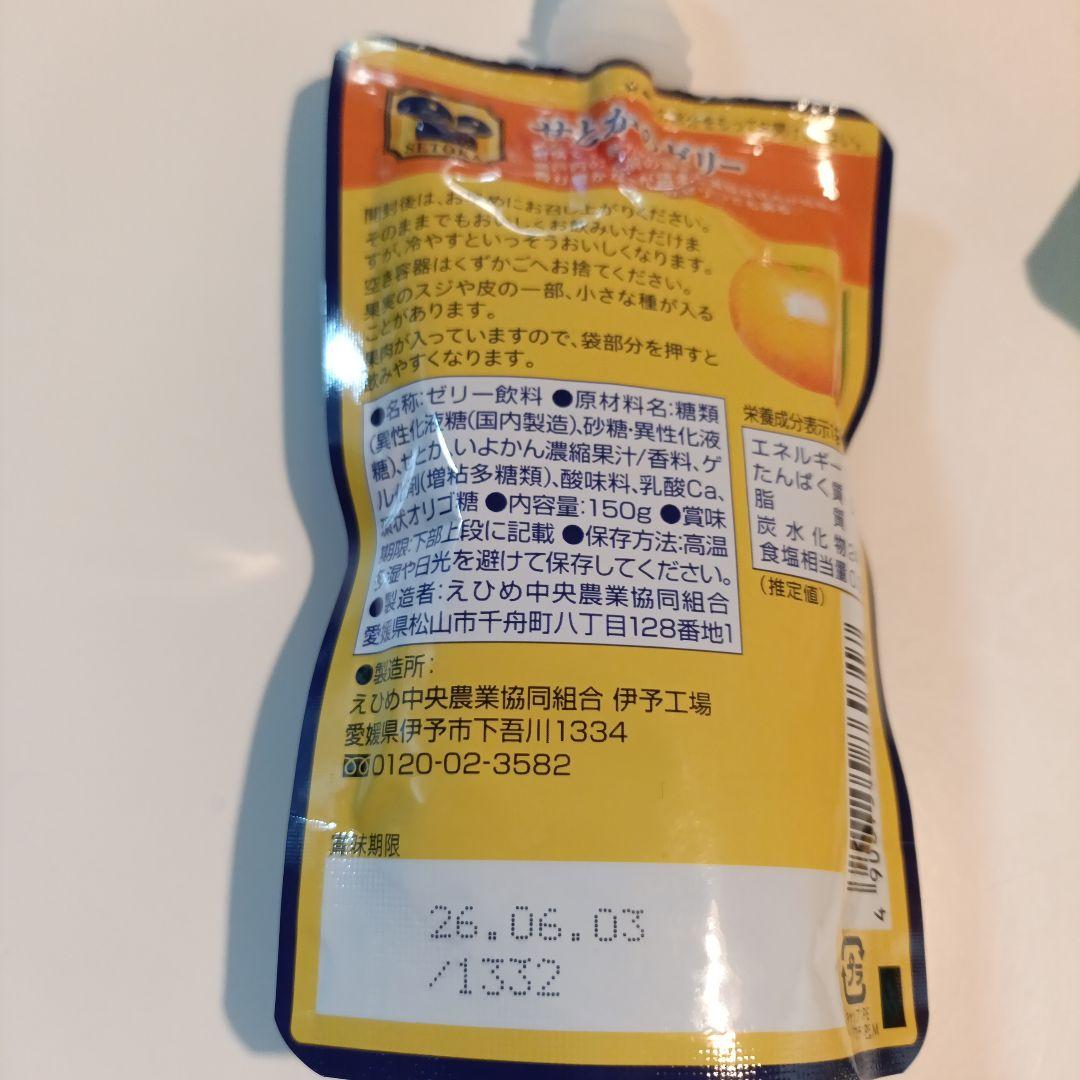 SETOKA
せとかのゼリー
開封後は、お早めにお召し上がりください。
そのままでもおいしくお飲みいただけま
すが、冷やすといっそうおいしくなります。
空き容器はくずかごへお捨てください。
果実のスジや皮の一部、小さな種が入る
ことがあります。
果肉が入っていますので、袋部分を押すと
飲みやすくなります。
●名称:ゼリー飲料 ●原材料名:糖類
(異性化液糖(国内製造)、砂糖・異性化液
糖)、せとか、いよかん濃縮果汁/香料、ゲ
ル化剤(増粘多糖類)、酸味料、乳酸Ca、
環状オリゴ糖 ●内容量:150g ●賞味
期限:下部上段に記載 ●保存方法:高温
多湿や日光を避けて保存してください。
●製造者:えひめ中央農業協同組合
愛媛県松山市千舟町八丁目128番地1
●製造所:
えひめ中央農業協同組合 伊予工場
愛媛県伊予市下吾川1334
0120-02-3582
栄養成分表示
エネルギー
たんぱく質
脂質
炭水化物
食塩相当量
(推定値)
賞味期限
26.06.03
/1332
プラ